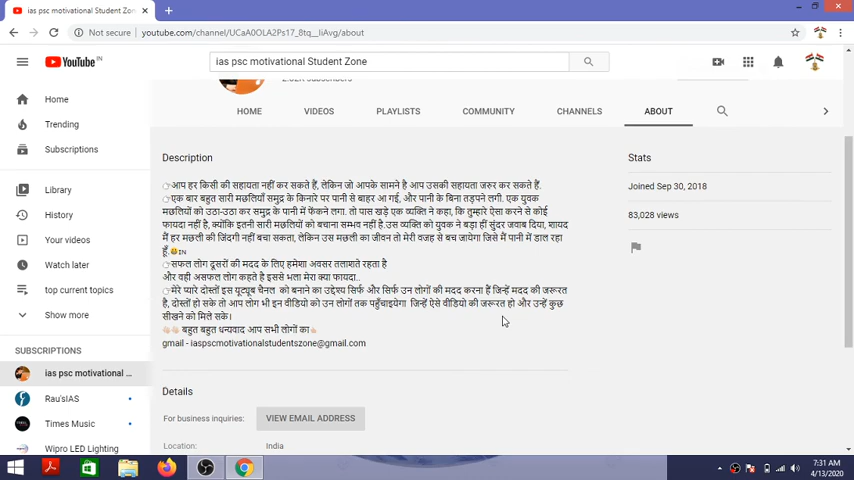 ias psc motivational Student Zon
Not secure | youtube.com/channel/UCaA0OLA2Ps17_8tq__liAvg/about
YouTube IN
ias psc motivational Student Zone
HOME VIDEOS PLAYLISTS COMMUNITY CHANNELS ABOUT
Home
Trending
Subscriptions
Library
History
Your videos
Watch later
top current topics
Show more
SUBSCRIPTIONS
ias psc motivational ...
Rau'sIAS
Times Music
Wipro LED Lighting
Description
👉🏻आप हर किसी की सहायता नहीं कर सकते हैं, लेकिन जो आपके सामने है आप उसकी सहायता जरुर कर सकते हैं.
👉🏻एक बार बहुत सारी मछलियाँ समुद्र के किनारे पर पानी से बाहर आ गई, और पानी के बिना तड़पने लगी. एक युवक
मछलियों को उठा-उठा कर समुद्र के पानी में फेंकने लगा. तो पास खड़े एक व्यक्ति ने कहा, कि तुम्हारे ऐसा करने से कोई
फायदा नहीं है, क्योंकि इतनी सारी मछलियों को बचाना सम्भव नहीं है.उस व्यक्ति को युवक ने बड़ा हीं सुंदर जवाब दिया, शायद
मैं हर मछली की जिंदगी नहीं बचा सकता, लेकिन उस मछली का जीवन तो मेरी वजह से बच जायेगा जिसे मैं पानी में डाल रहा
हूँ.😃IN
👉🏻सफल लोग दूसरों की मदद के लिए हमेशा अवसर तलाशते रहता है
और वही असफल लोग कहते है इससे भला मेरा क्या फायदा..
👉🏻मेरे प्यारे दोस्तों इस यूट्यूब चैनल को बनाने का उद्देश्य सिर्फ और सिर्फ उन लोगों की मदद करना हैं जिन्हें मदद की जरूरत
है, दोस्तों हो सके तो आप लोग भी इन वीडियो को उन लोगों तक पहुँचाइयेगा जिन्हें ऐसे वीडियो की जरूरत हो और उन्हें कुछ
सीखने को मिले सके।
👏🏻👏🏻 बहुत बहुत धन्यवाद आप सभी लोगों का👍🏻
gmail - iaspscmotivationalstudentszone@gmail.com
Details
For business inquiries: VIEW EMAIL ADDRESS
Location: India
Stats
Joined Sep 30, 2018
83,028 views
7:31 AM
4/13/2020